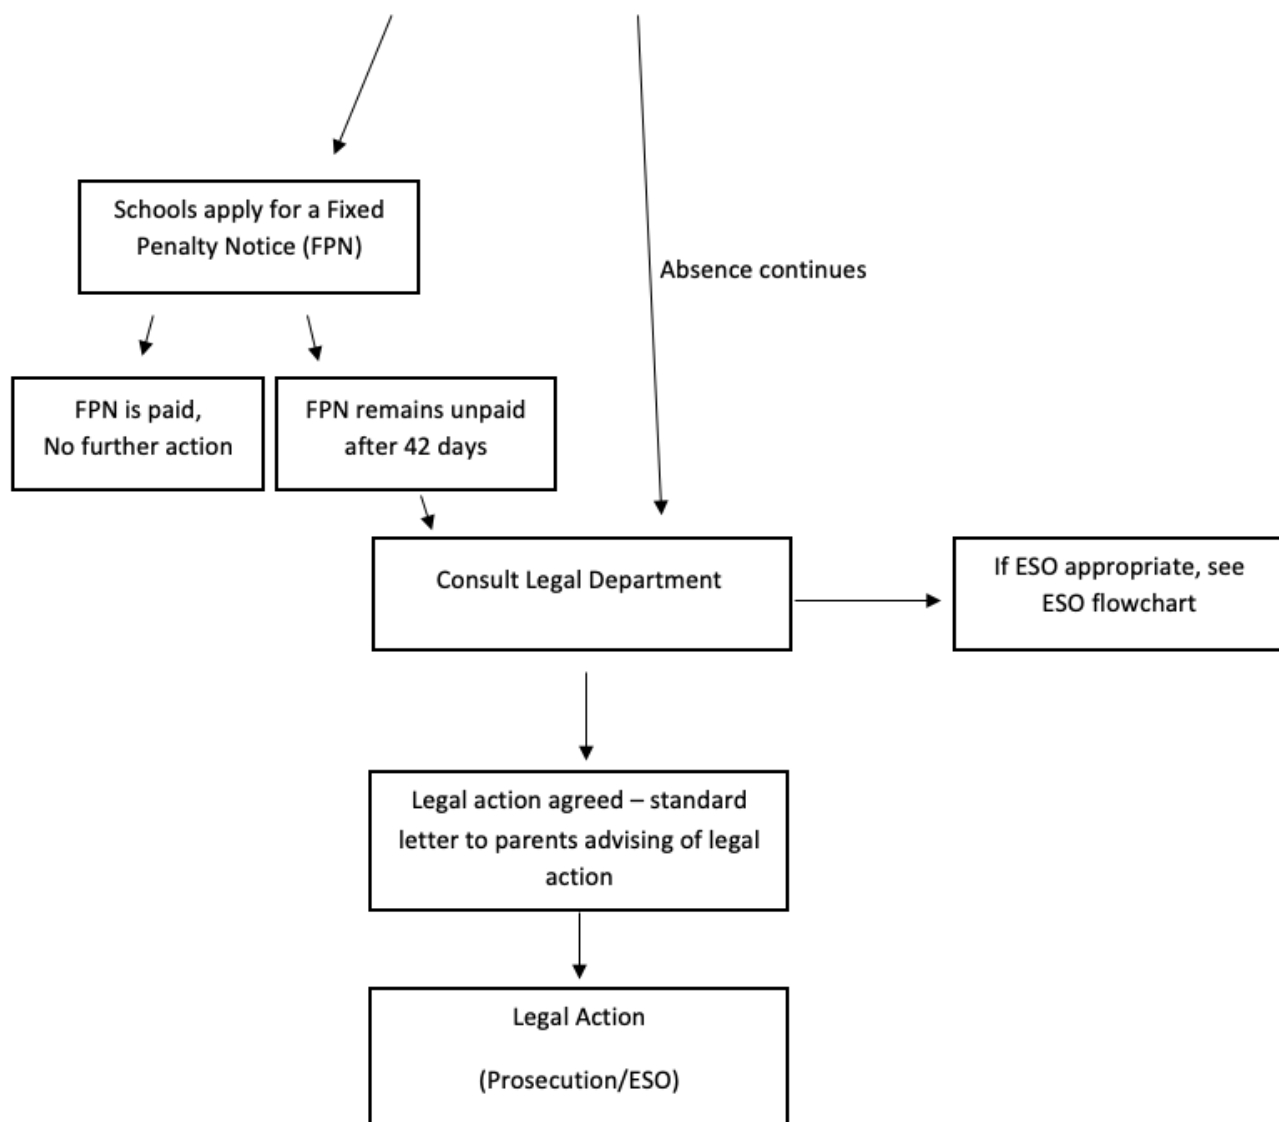 Schools apply for a Fixed
Penalty Notice (FPN)
Absence continues
FPN is paid,
No further action
FPN remains unpaid
after 42 days
Consult Legal Department
If ESO appropriate, see
ESO flowchart
Legal action agreed – standard
letter to parents advising of legal
action
Legal Action
(Prosecution/ESO)